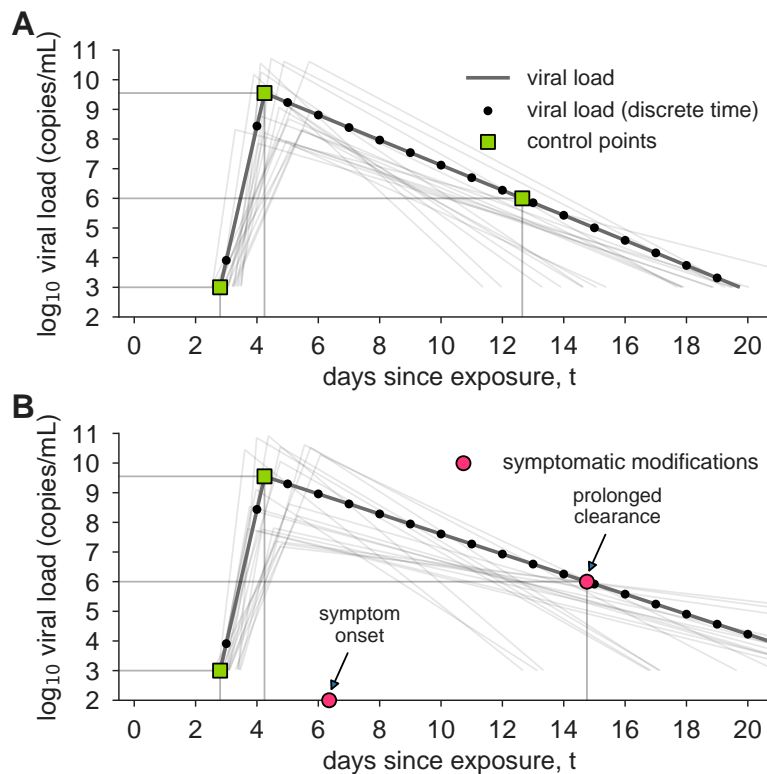 A
11
10
9
8
7
6
5
4
3
2
log10 viral load (copies/mL)
viral load
viral load (discrete time)
control points
0 2 4 6 8 10 12 14 16 18 20
days since exposure, t
B
11
10
9
8
7
6
5
4
3
2
log10 viral load (copies/mL)
symptomatic modifications
prolonged
clearance
symptom
onset
0 2 4 6 8 10 12 14 16 18 20
days since exposure, t